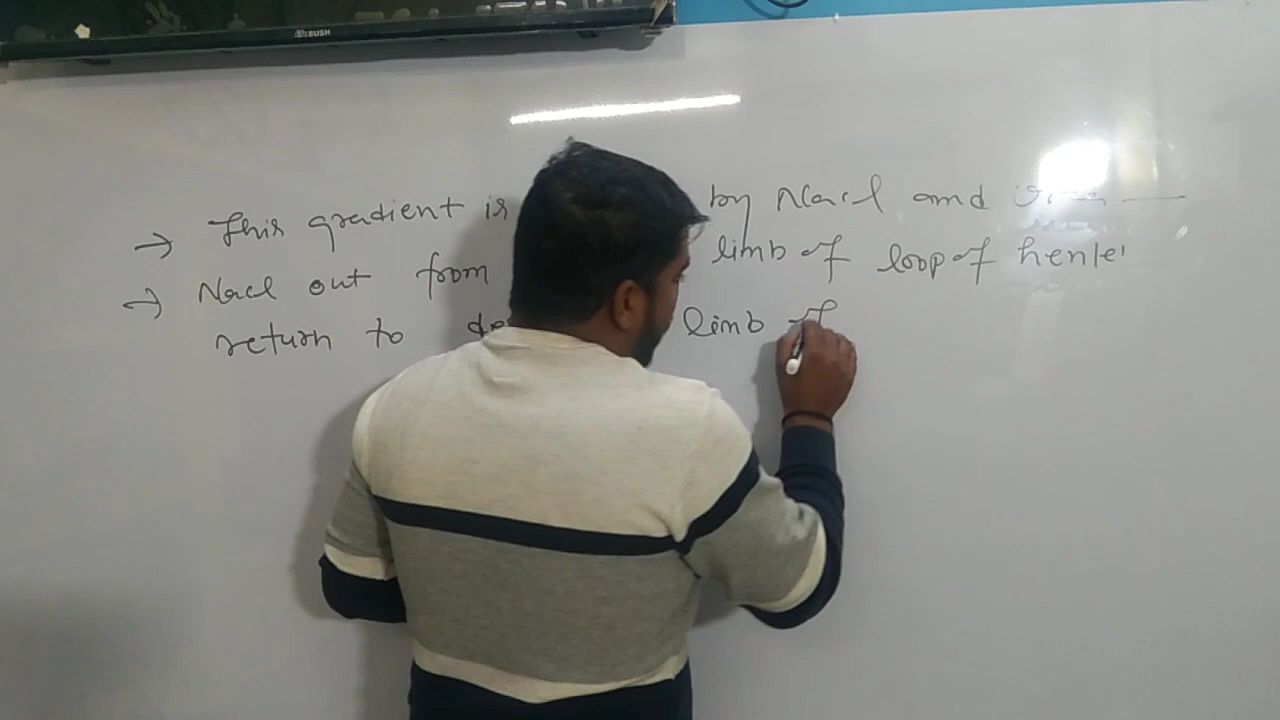 BUSH
→ This gradient is by Nacl and
→ Nacl out from limb of loop of henle'
return to limb of